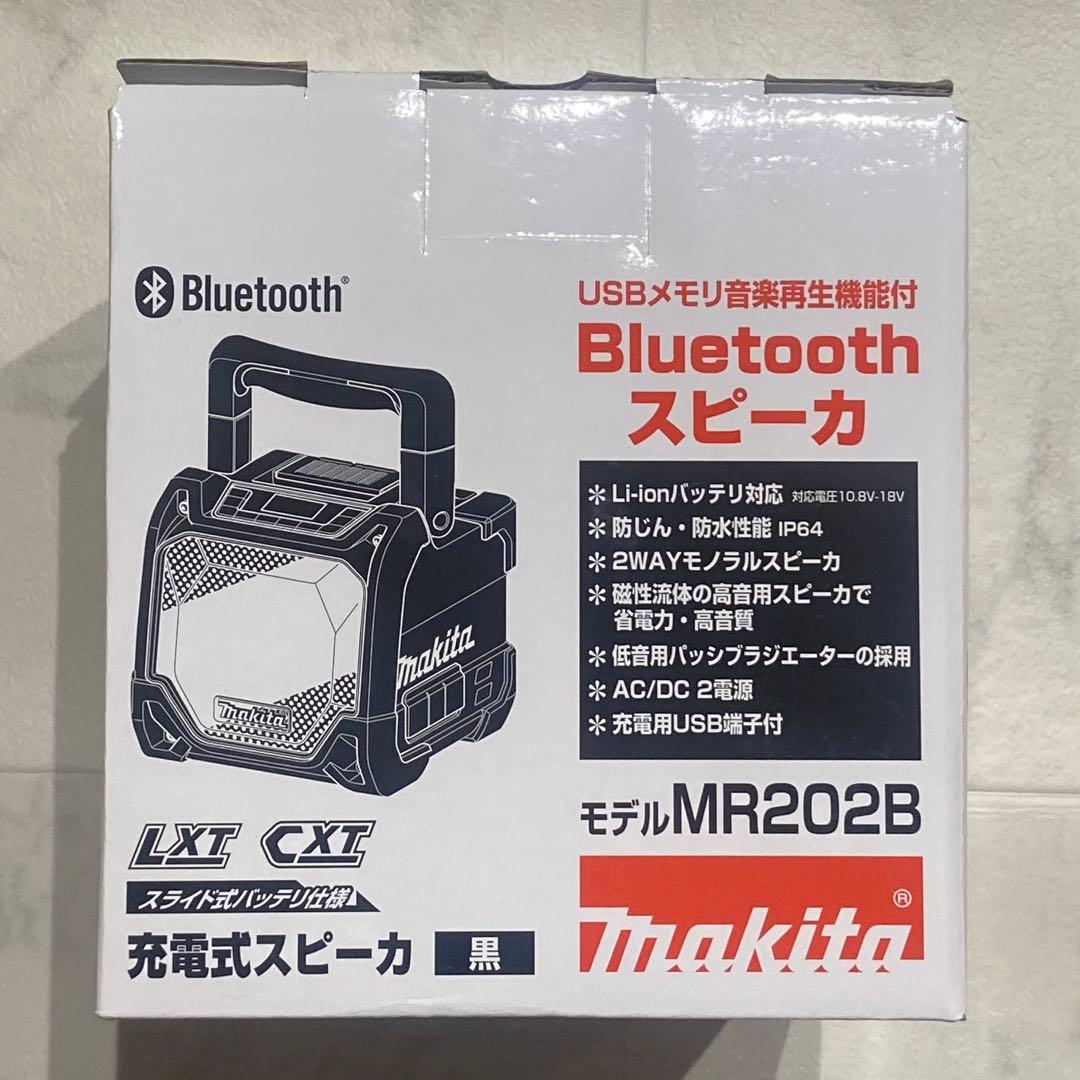 Bluetooth®
USBメモリ音楽再生機能付
Bluetooth
スピーカ
＊ Li-ionバッテリ対応 対応電圧10.8V-18V
＊ 防じん・防水性能 IP64
＊ 2WAYモノラルスピーカ
＊ 磁性流体の高音用スピーカで
省電力・高音質
＊ 低音用パッシブラジエーターの採用
＊ AC/DC 2電源
＊ 充電用USB端子付
makita
makita
モデルMR202B
LXT CXT
スライド式バッテリ仕様
充電式スピーカ 黒
makita®